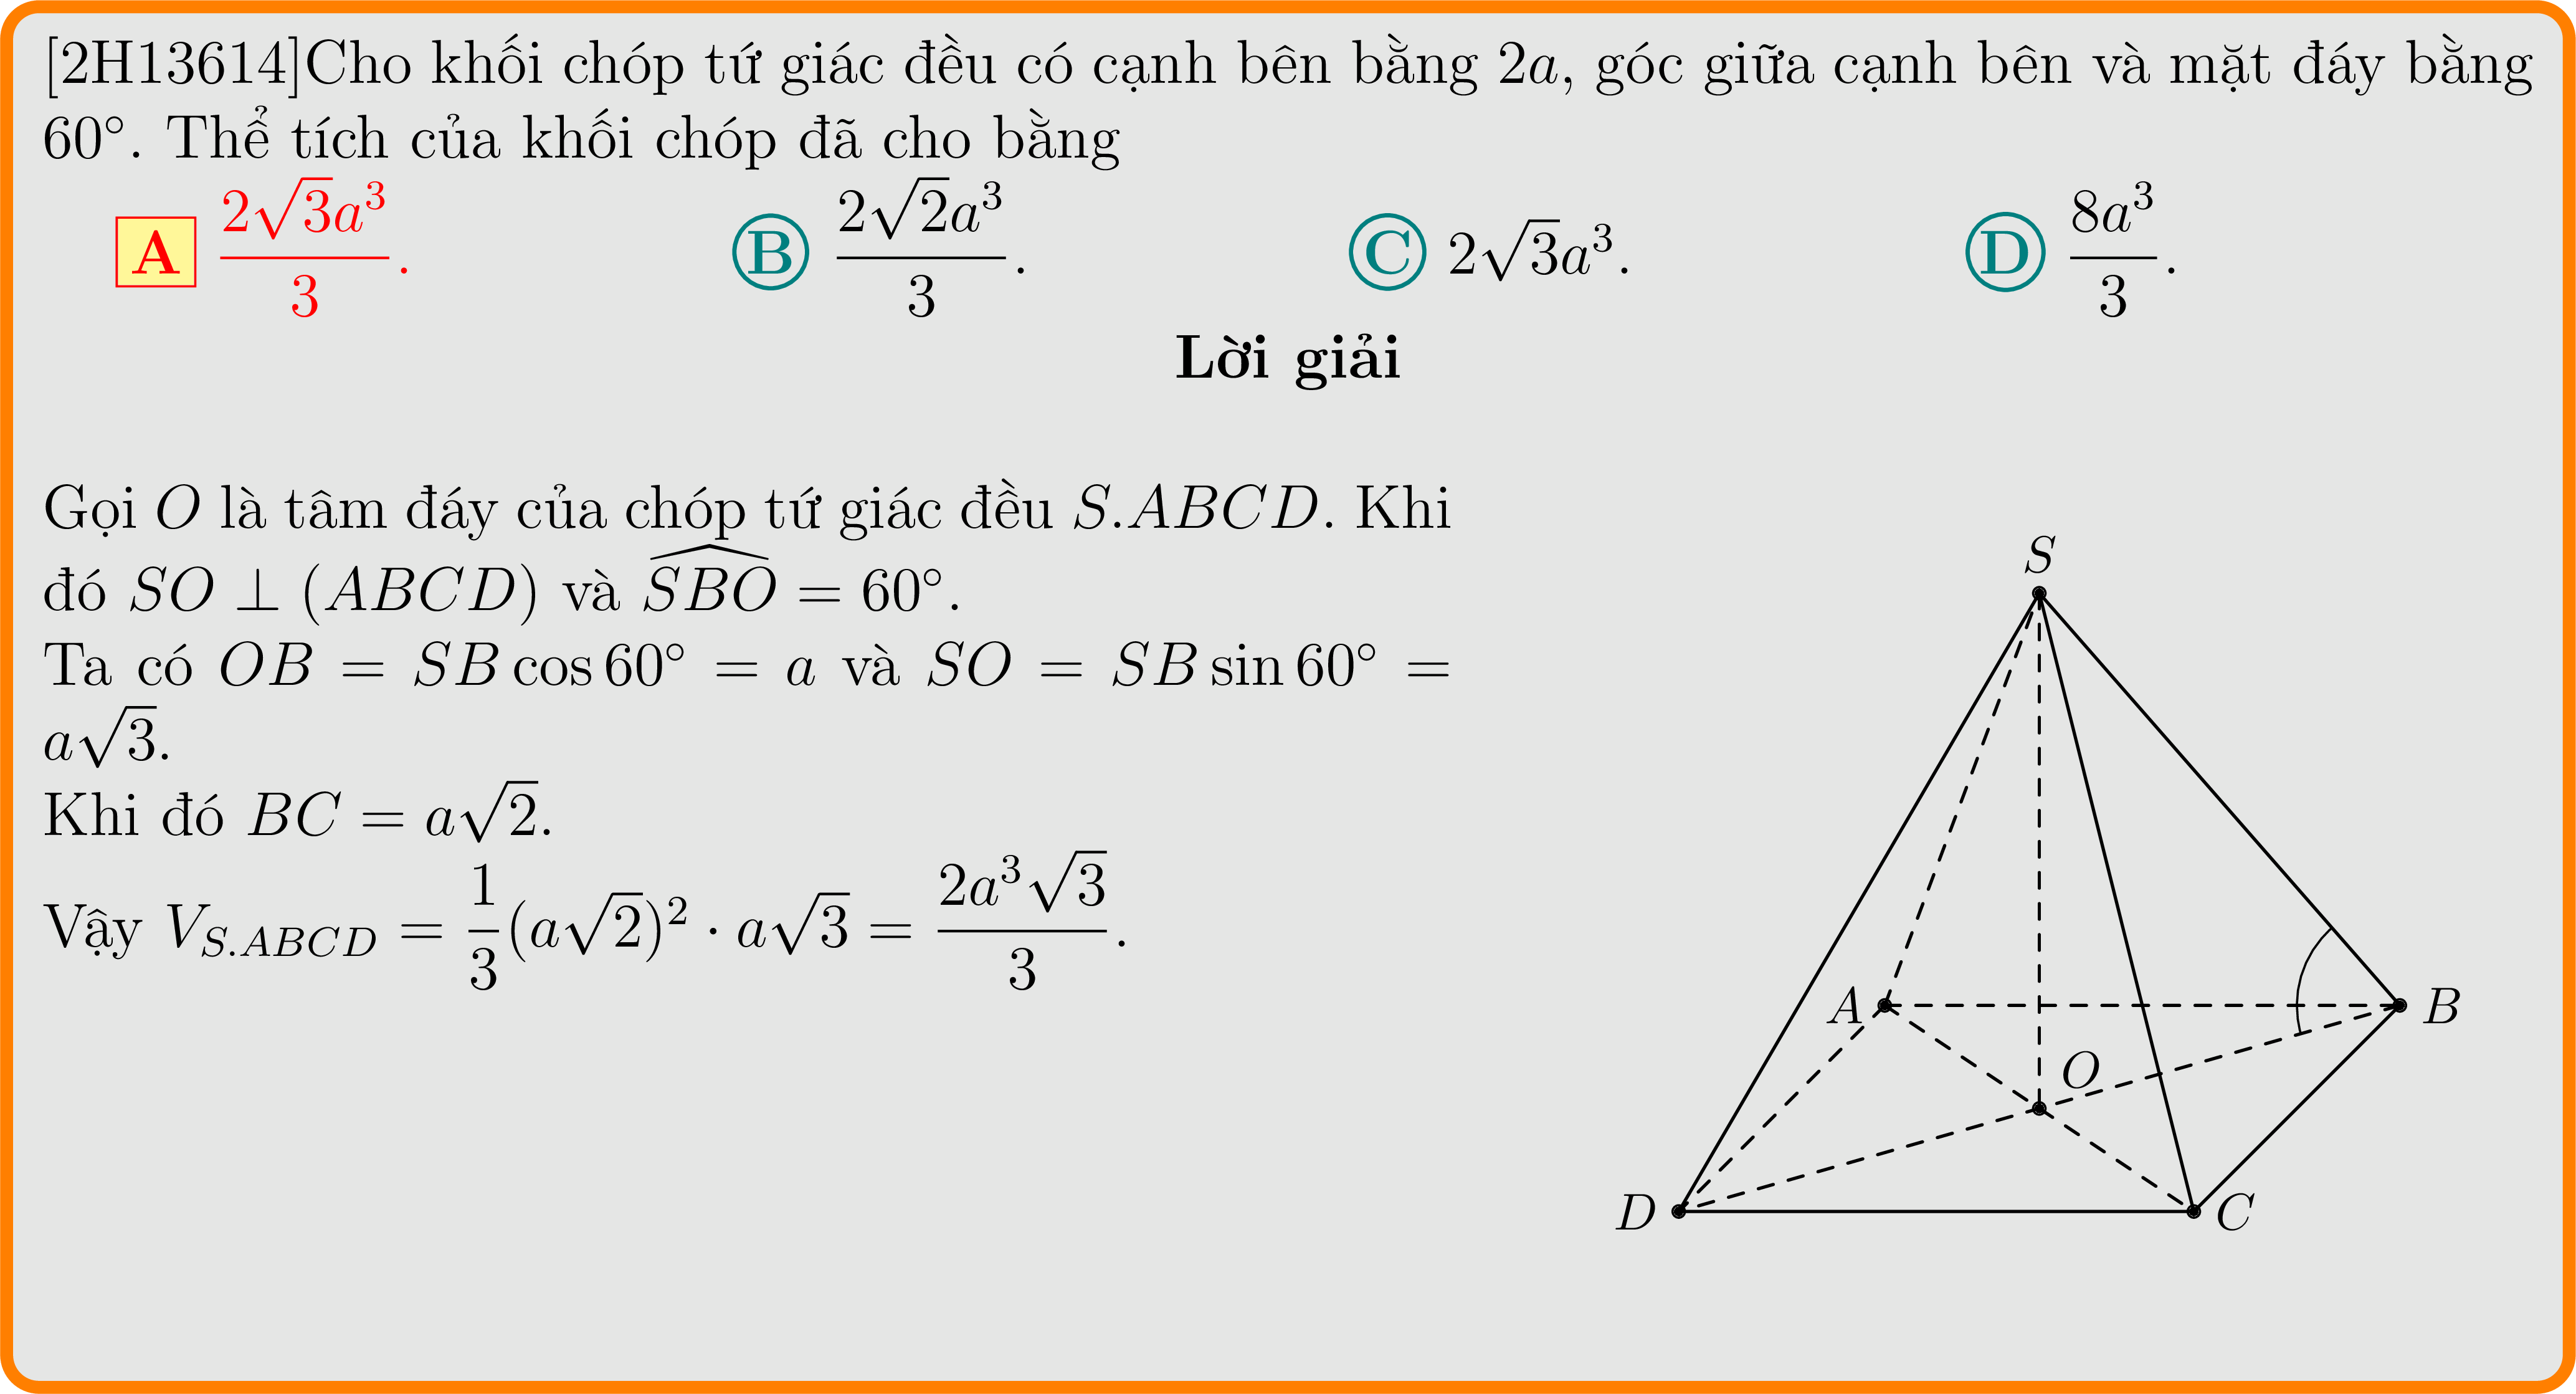 [2H13614]Cho khối chóp tứ giác đều có cạnh bên bằng 2a, góc giữa cạnh bên và mặt đáy bằng
60°. Thể tích của khối chóp đã cho bằng
A $\frac{2\sqrt{3}a^3}{3}$. B $\frac{2\sqrt{2}a^3}{3}$. C $2\sqrt{3}a^3$. D $\frac{8a^3}{3}$.
Lời giải
Gọi O là tâm đáy của chóp tứ giác đều S.ABCD. Khi
đó SO ⊥ (ABCD) và $\widehat{SBO}$ = 60°.
Ta có OB = SB cos 60° = a và SO = SB sin 60° =
$a\sqrt{3}$.
Khi đó BC = $a\sqrt{2}$.
Vậy $V_{S.ABCD} = \frac{1}{3}(a\sqrt{2})^2 \cdot a\sqrt{3} = \frac{2a^3\sqrt{3}}{3}$.
S
A
B
O
D
C